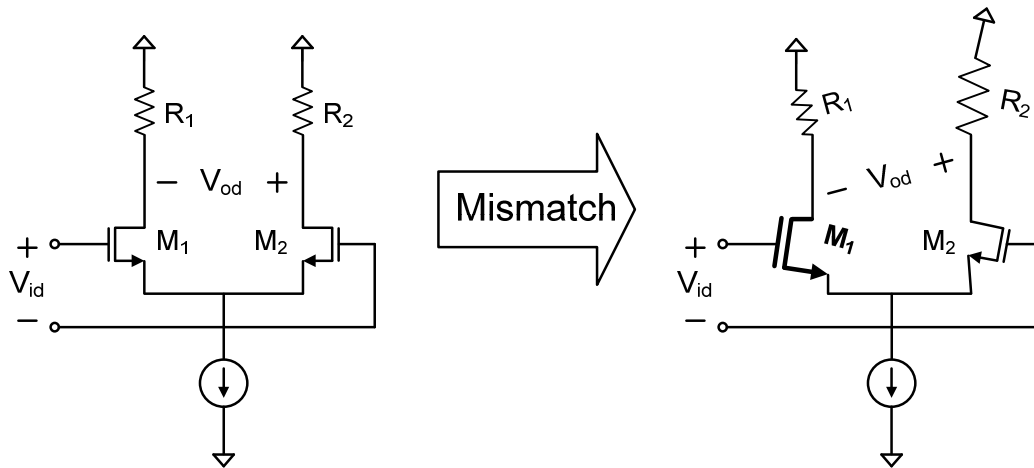 R1
R2
− Vod +
M1
M2
+
Vid
−
Mismatch
R1
R2
− Vod +
M1
M2
+
Vid
−